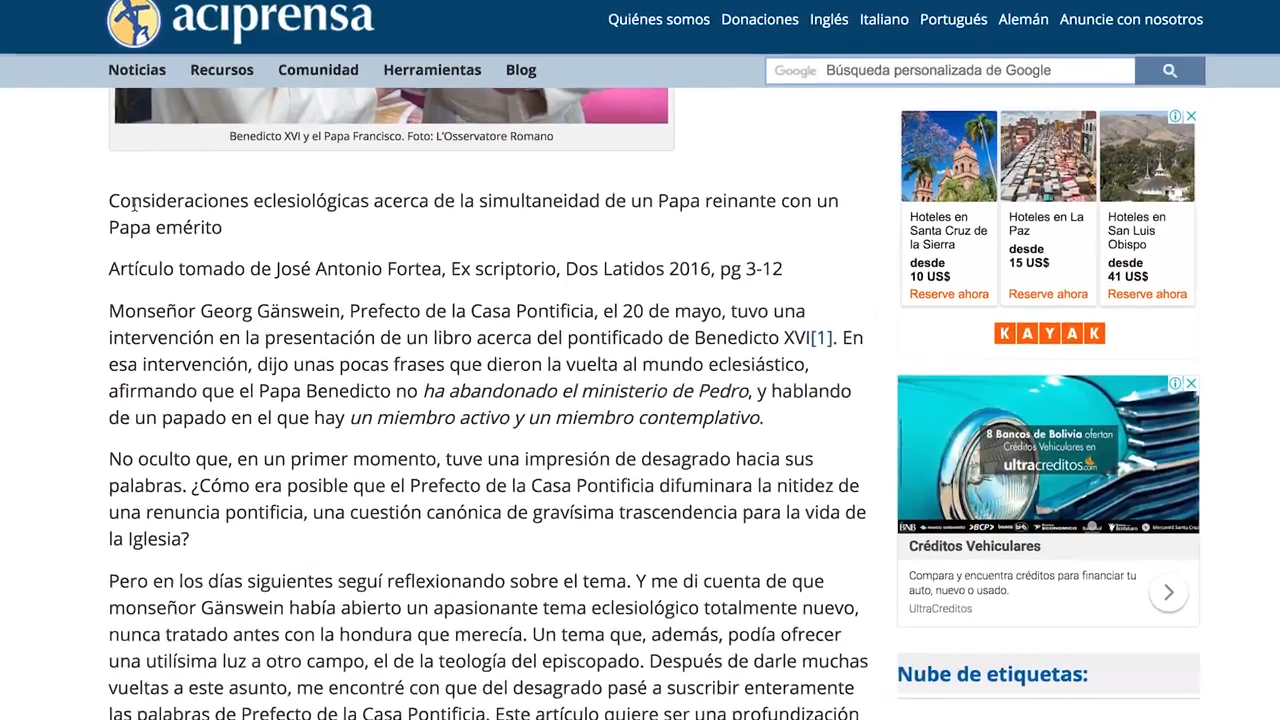 aciprensa
Quiénes somos Donaciones Inglés Italiano Portugués Alemán Anuncie con nosotros
Noticias Recursos Comunidad Herramientas Blog
Google Búsqueda personalizada de Google
Benedicto XVI y el Papa Francisco. Foto: L’Osservatore Romano
Consideraciones eclesiológicas acerca de la simultaneidad de un Papa reinante con un
Papa emérito
Artículo tomado de José Antonio Fortea, Ex scriptorio, Dos Latidos 2016, pg 3-12
Monseñor Georg Gänswein, Prefecto de la Casa Pontificia, el 20 de mayo, tuvo una
intervención en la presentación de un libro acerca del pontificado de Benedicto XVI[1]. En
esa intervención, dijo unas pocas frases que dieron la vuelta al mundo eclesiástico,
afirmando que el Papa Benedicto no ha abandonado el ministerio de Pedro, y hablando
de un papado en el que hay un miembro activo y un miembro contemplativo.
No oculto que, en un primer momento, tuve una impresión de desagrado hacia sus
palabras. ¿Cómo era posible que el Prefecto de la Casa Pontificia difuminara la nitidez de
una renuncia pontificia, una cuestión canónica de gravísima trascendencia para la vida de
la Iglesia?
Pero en los días siguientes seguí reflexionando sobre el tema. Y me di cuenta de que
monseñor Gänswein había abierto un apasionante tema eclesiológico totalmente nuevo,
nunca tratado antes con la hondura que merecía. Un tema que, además, podía ofrecer
una utilísima luz a otro campo, el de la teología del episcopado. Después de darle muchas
vueltas a este asunto, me encontré con que del desagrado pasé a suscribir enteramente
las palabras de Prefecto de la Casa Pontificia. Este artículo quiere ser una profundización
Hoteles en
Santa Cruz de
la Sierra
desde
10 US$
Reserve ahora
Hoteles en La
Paz
desde
15 US$
Reserve ahora
Hoteles en
San Luis
Obispo
desde
41 US$
Reserve ahora
KAYAK
8 Bancos de Bolivia ofertan
Créditos Vehiculares en
ultracreditos.com
BNB BCP
Créditos Vehiculares
Compara y encuentra créditos para financiar tu
auto, nuevo o usado.
UltraCreditos
Nube de etiquetas: